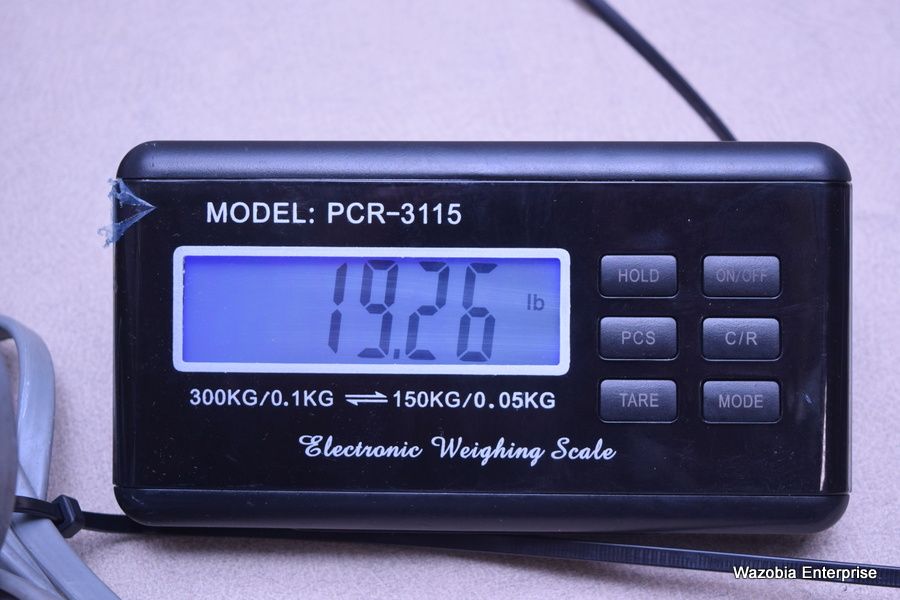 MODEL: PCR-3115
19.26 lb
HOLD ON/OFF
PCS C/R
TARE MODE
300KG/0.1KG ⇌ 150KG/0.05KG
Electronic Weighing Scale
Wazobia Enterprise